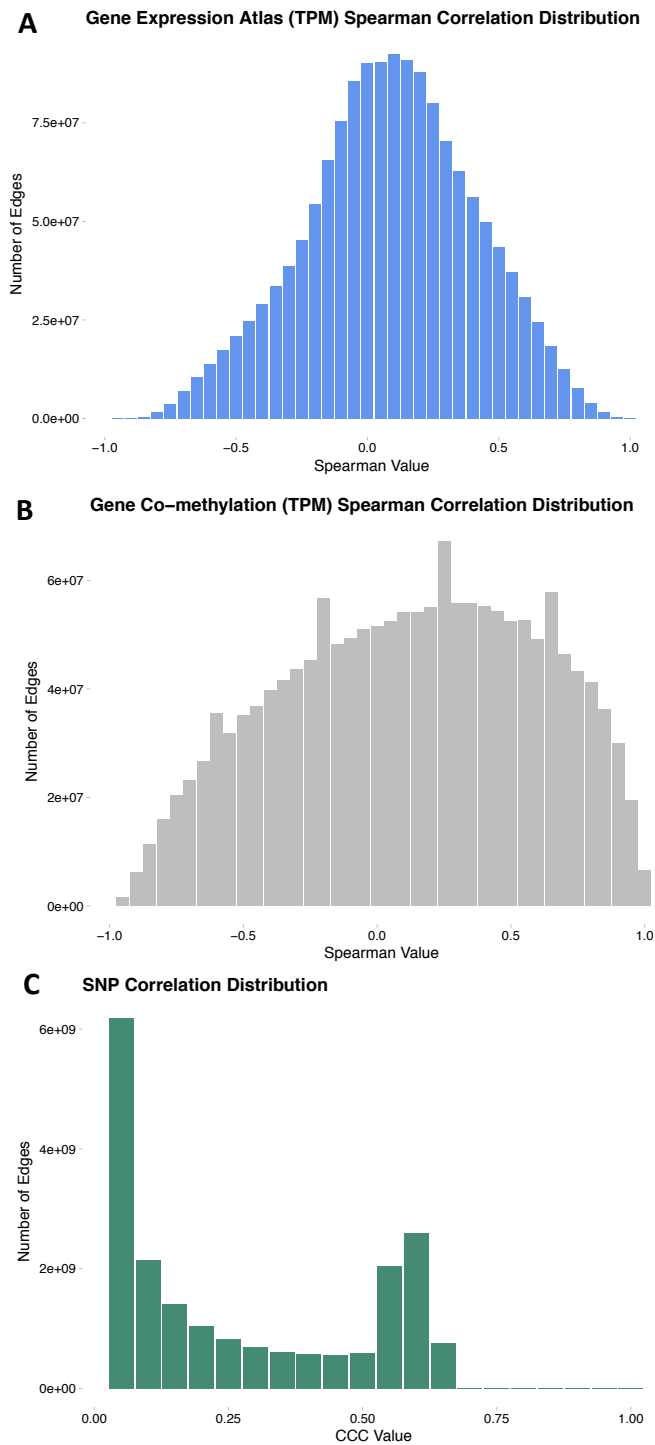 A
Gene Expression Atlas (TPM) Spearman Correlation Distribution
7.5e+07
5.0e+07
2.5e+07
0.0e+00
Number of Edges
−1.0 −0.5 0.0 0.5 1.0
Spearman Value
B
Gene Co−methylation (TPM) Spearman Correlation Distribution
6e+07
4e+07
2e+07
0e+00
Number of Edges
−1.0 −0.5 0.0 0.5 1.0
Spearman Value
C
SNP Correlation Distribution
6e+09
4e+09
2e+09
0e+00
Number of Edges
0.00 0.25 0.50 0.75 1.00
CCC Value